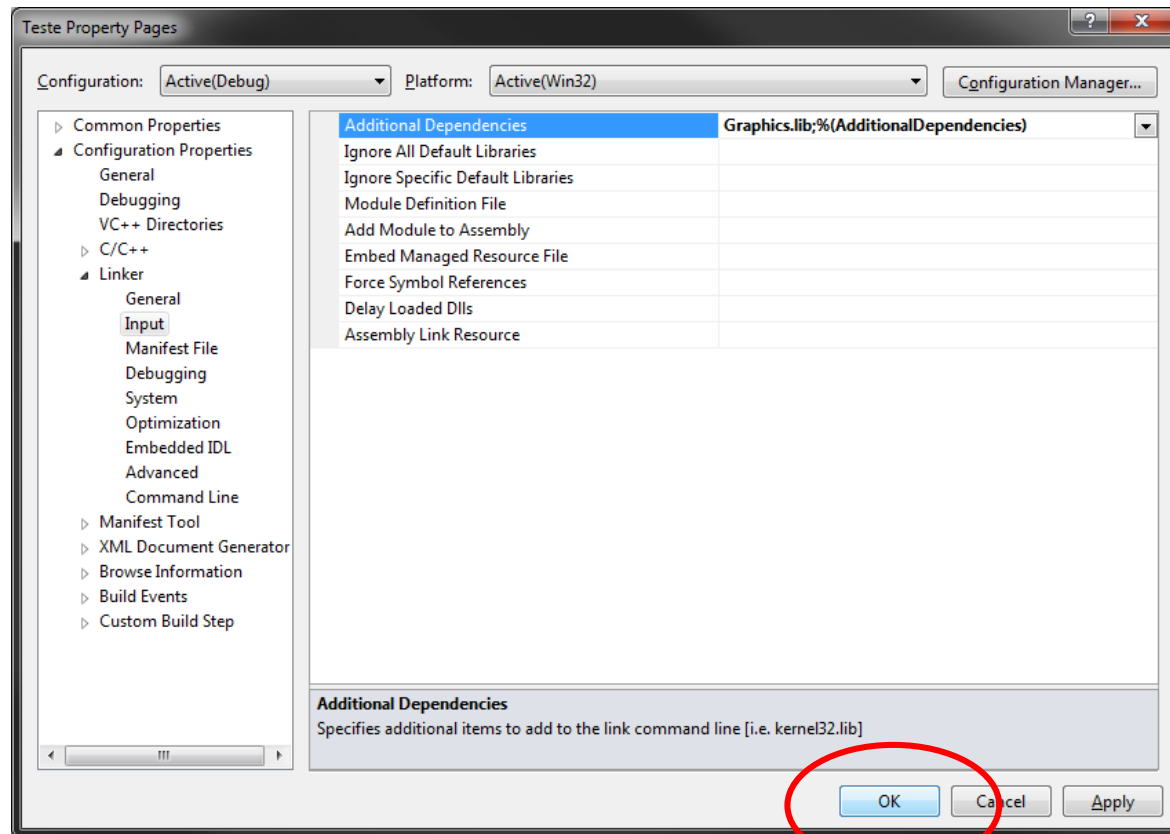 Teste Property Pages
?
X
Configuration: Active(Debug) Platform: Active(Win32) Configuration Manager...
Common Properties
Configuration Properties
General
Debugging
VC++ Directories
C/C++
Linker
General
Input
Manifest File
Debugging
System
Optimization
Embedded IDL
Advanced
Command Line
Manifest Tool
XML Document Generator
Browse Information
Build Events
Custom Build Step
Additional Dependencies Graphics.lib;%(AdditionalDependencies)
Ignore All Default Libraries
Ignore Specific Default Libraries
Module Definition File
Add Module to Assembly
Embed Managed Resource File
Force Symbol References
Delay Loaded Dlls
Assembly Link Resource
Additional Dependencies
Specifies additional items to add to the link command line [i.e. kernel32.lib]
OK Cancel Apply